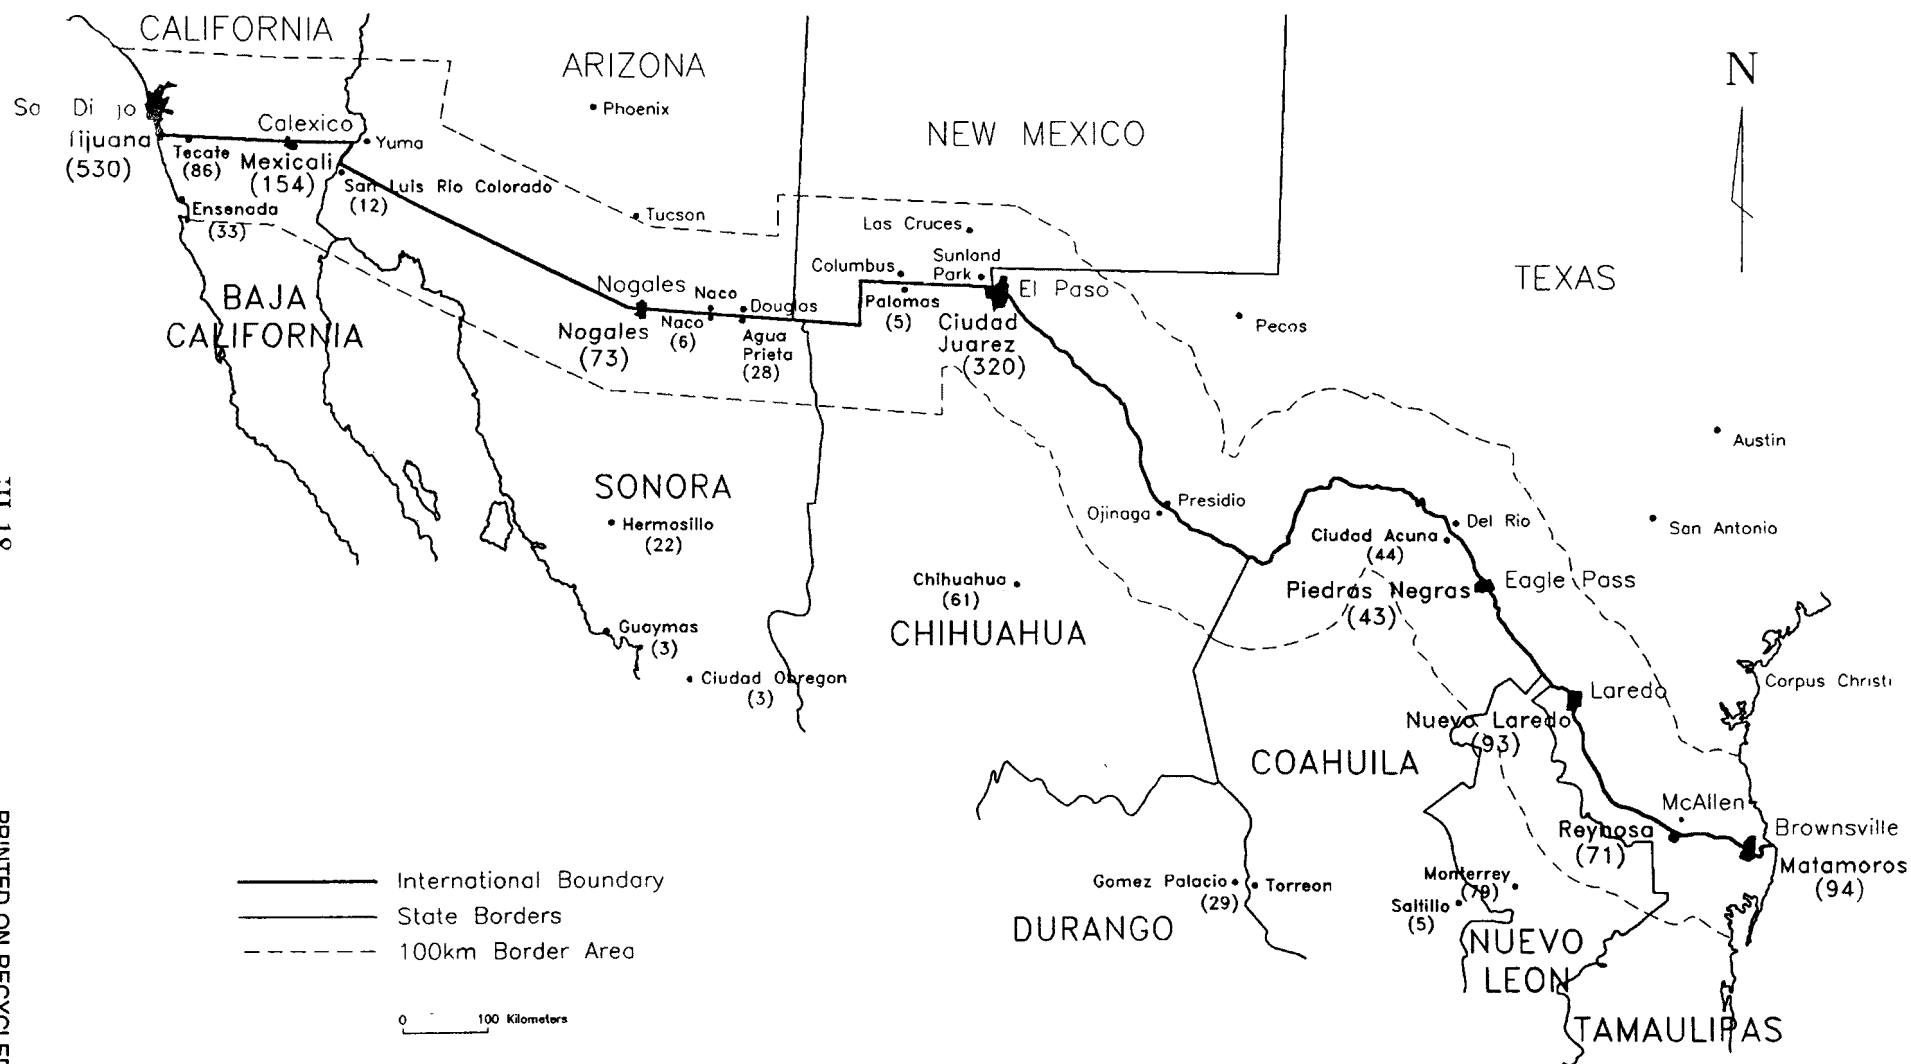 CALIFORNIA
ARIZONA
Phoenix
NEW MEXICO
N
TEXAS
Calexico
Yuma
Tecate
(86)
Mexicali
(154)
(530)
San Luis Rio Colorado
(12)
Ensenada
(33)
Tucson
Las Cruces
Sunland
Park
Columbus
El Paso
Palomas
(5)
Ciudad
Juarez
(320)
Pecos
BAJA
CALIFORNIA
Nogales
Naco
Douglas
Nogales
(73)
Naco
(6)
Agua
Prieta
(28)
Austin
SONORA
Hermosillo
(22)
Presidio
Ojinaga
Del Rio
San Antonio
Ciudad Acuna
(44)
Chihuahua
(61)
CHIHUAHUA
Piedras Negras
(43)
Eagle Pass
Guaymas
(3)
Ciudad Obregon
(3)
Laredo
Corpus Christi
Nuevo Laredo
(93)
COAHUILA
McAllen
Reynosa
(71)
Brownsville
Matamoros
(94)
Gomez Palacio
(29)
Torreon
Monterrey
(79)
Saltillo
(5)
DURANGO
NUEVO
LEON
TAMAULIPAS
International Boundary
State Borders
100km Border Area
0 100 Kilometers
PRINTED ON RECYCLED